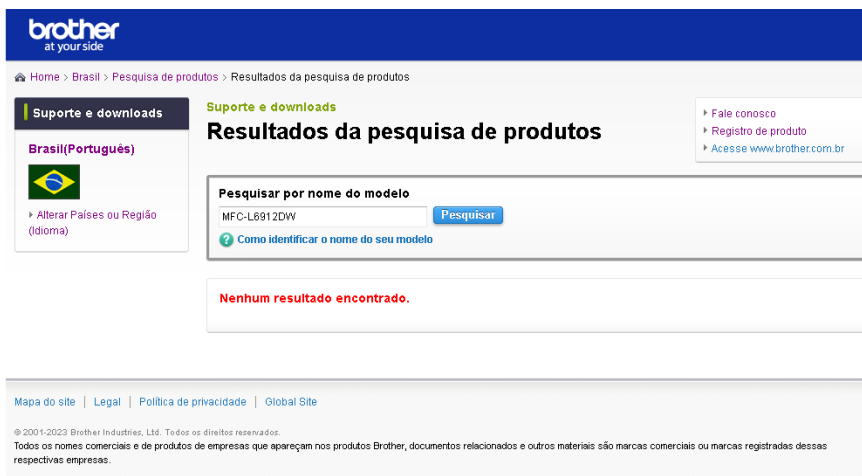 brother
at your side
Home > Brasil > Pesquisa de produtos > Resultados da pesquisa de produtos
Suporte e downloads
Brasil(Português)
Alterar Países ou Região
(Idioma)
Suporte e downloads
Resultados da pesquisa de produtos
Fale conosco
Registro de produto
Acesse www.brother.com.br
Pesquisar por nome do modelo
MFC-L6912DW
Pesquisar
? Como identificar o nome do seu modelo
Nenhum resultado encontrado.
Mapa do site | Legal | Política de privacidade | Global Site
© 2001-2023 Brother Industries, Ltd. Todos os direitos reservados.
Todos os nomes comerciais e de produtos de empresas que apareçam nos produtos Brother, documentos relacionados e outros materiais são marcas comerciais ou marcas registradas dessas
respectivas empresas.